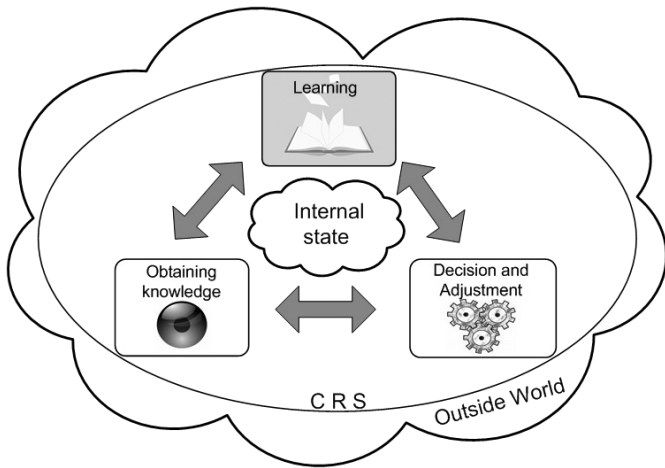 Learning
Internal
state
Obtaining
knowledge
Decision and
Adjustment
C R S
Outside World